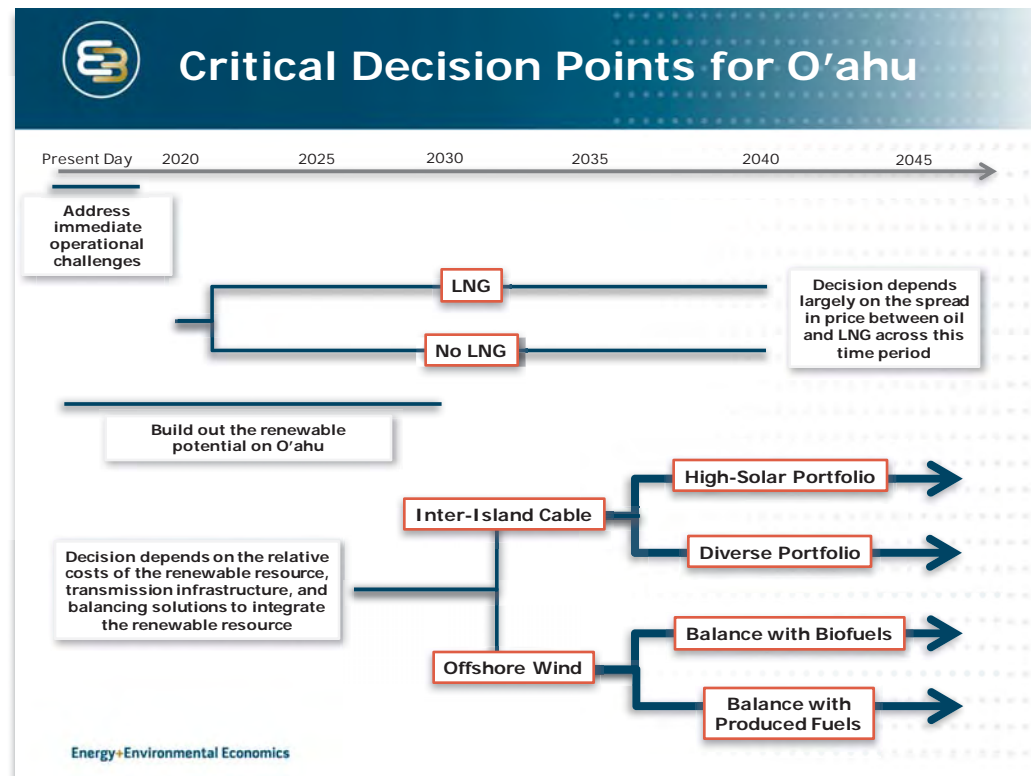 Critical Decision Points for O'ahu
Present Day 2020 2025 2030 2035 2040 2045
Address
immediate
operational
challenges
LNG
No LNG
Decision depends
largely on the spread
in price between oil
and LNG across this
time period
Build out the renewable
potential on O'ahu
High-Solar Portfolio
Inter-Island Cable
Diverse Portfolio
Decision depends on the relative
costs of the renewable resource,
transmission infrastructure, and
balancing solutions to integrate
the renewable resource
Balance with Biofuels
Offshore Wind
Balance with
Produced Fuels
Energy+Environmental Economics